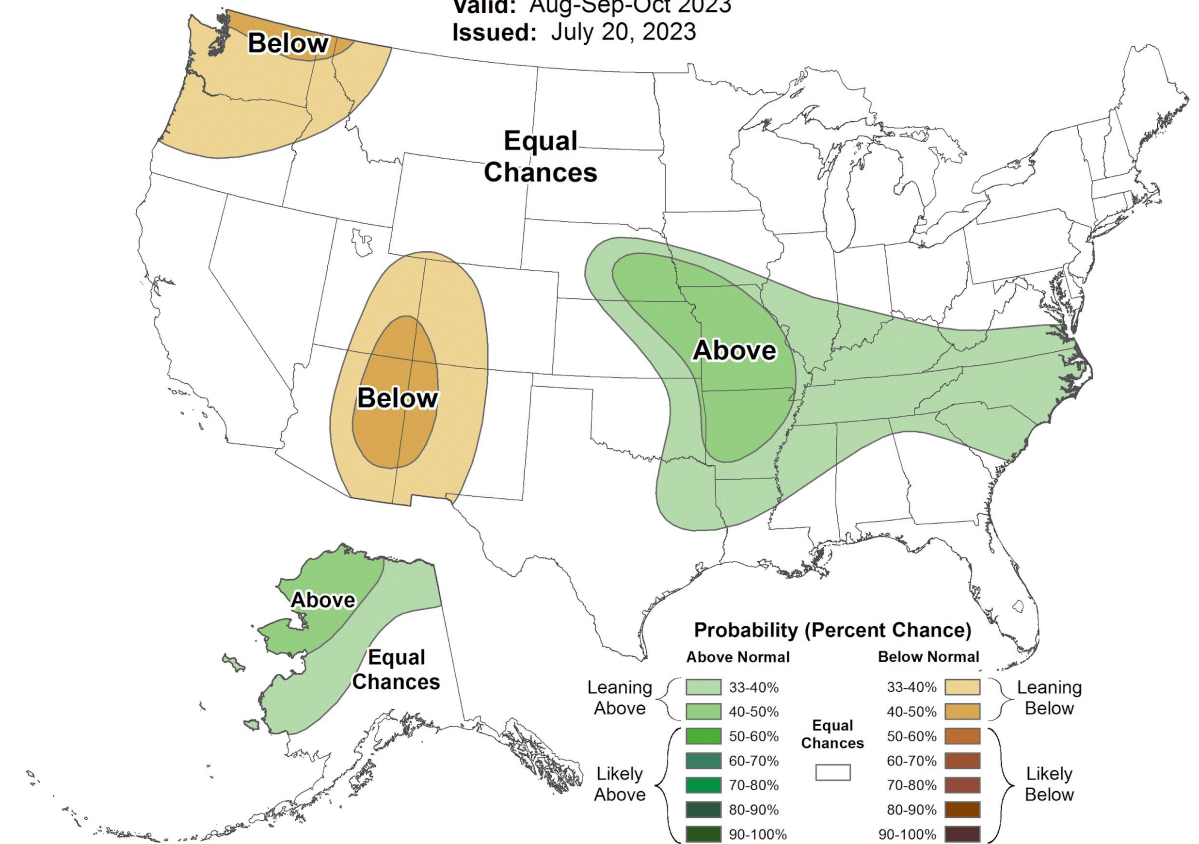 Valid: Aug-Sep-Oct 2023
Issued: July 20, 2023
Below
Equal
Chances
Above
Below
Above
Equal
Chances
Probability (Percent Chance)
Above Normal
Below Normal
Leaning
Above
33-40%
40-50%
Likely
Above
50-60%
60-70%
70-80%
80-90%
90-100%
Equal
Chances
33-40%
40-50%
Leaning
Below
50-60%
60-70%
70-80%
80-90%
90-100%
Likely
Below